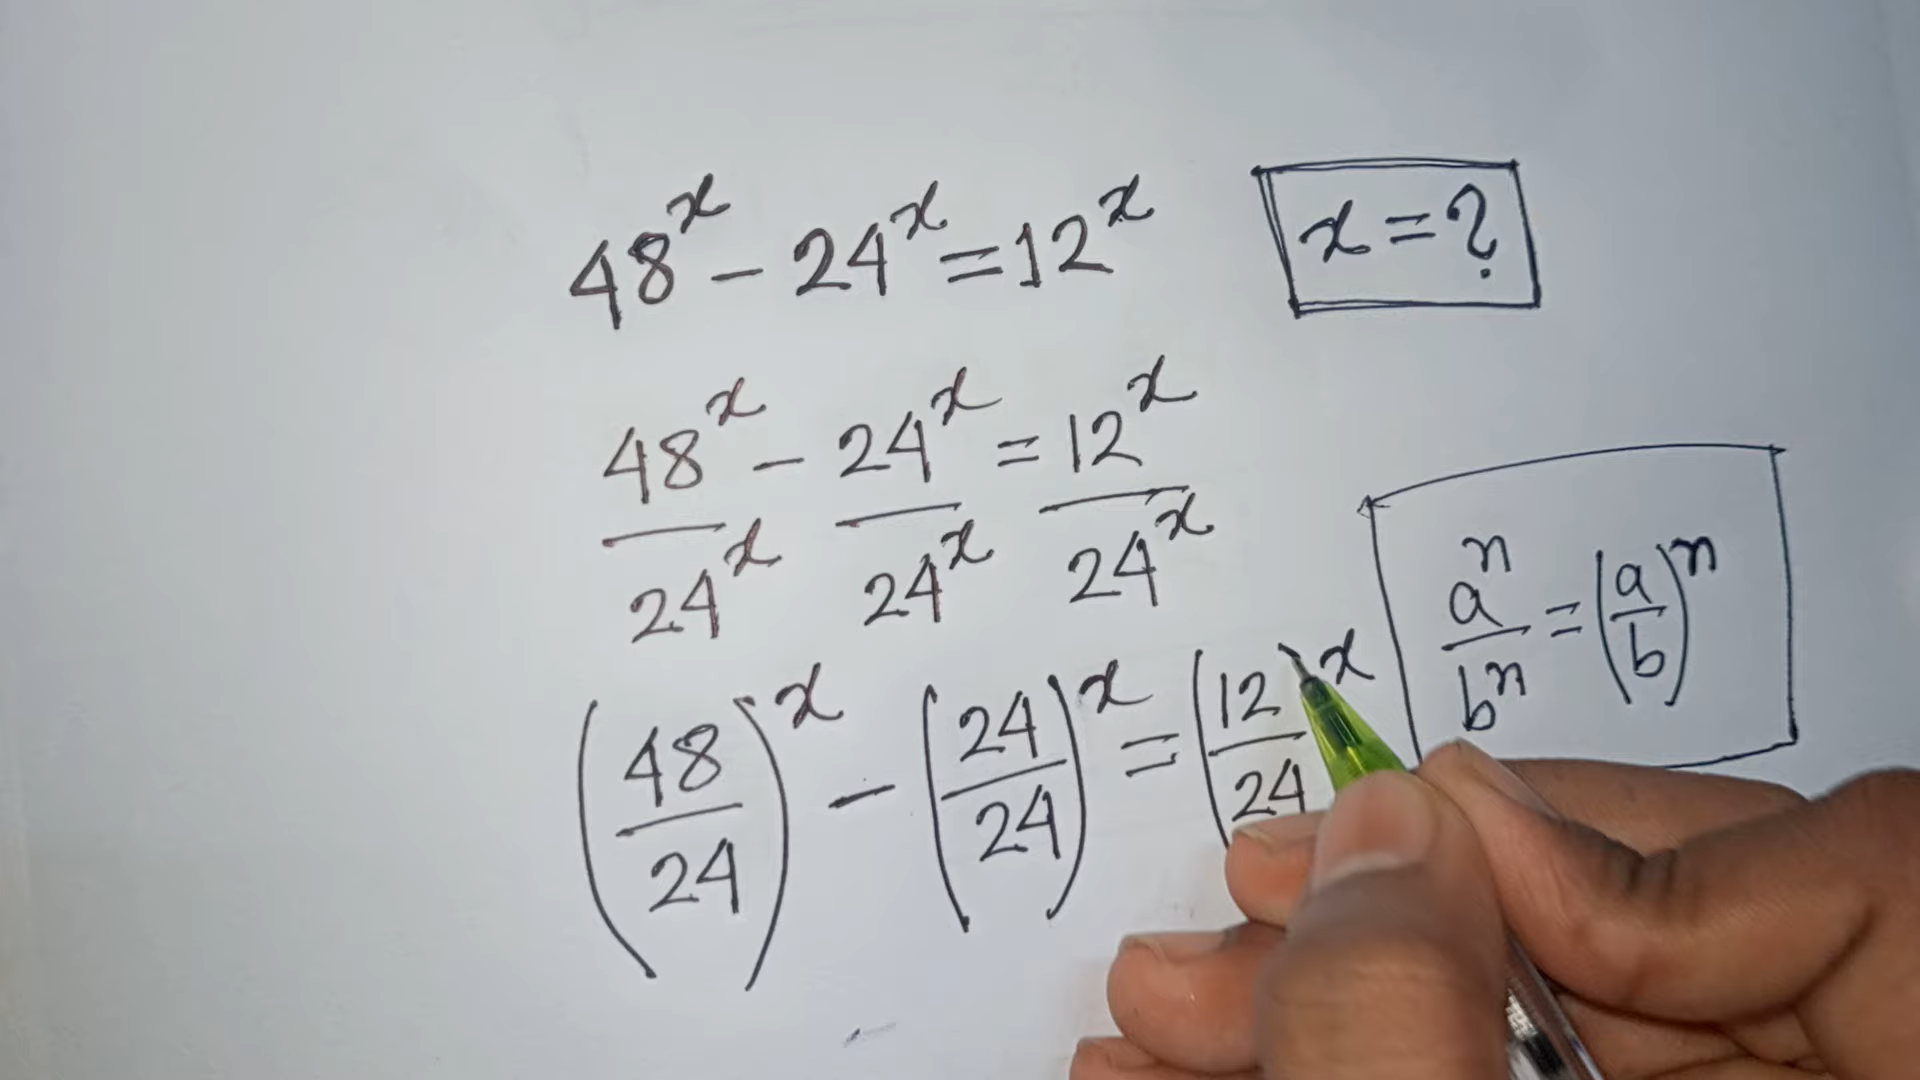 48^x - 24^x = 12^x
x = ?
48^x/24^x - 24^x/24^x = 12^x/24^x
a^n/b^n = (a/b)^n
(48/24)^x - (24/24)^x = (12/24)^x